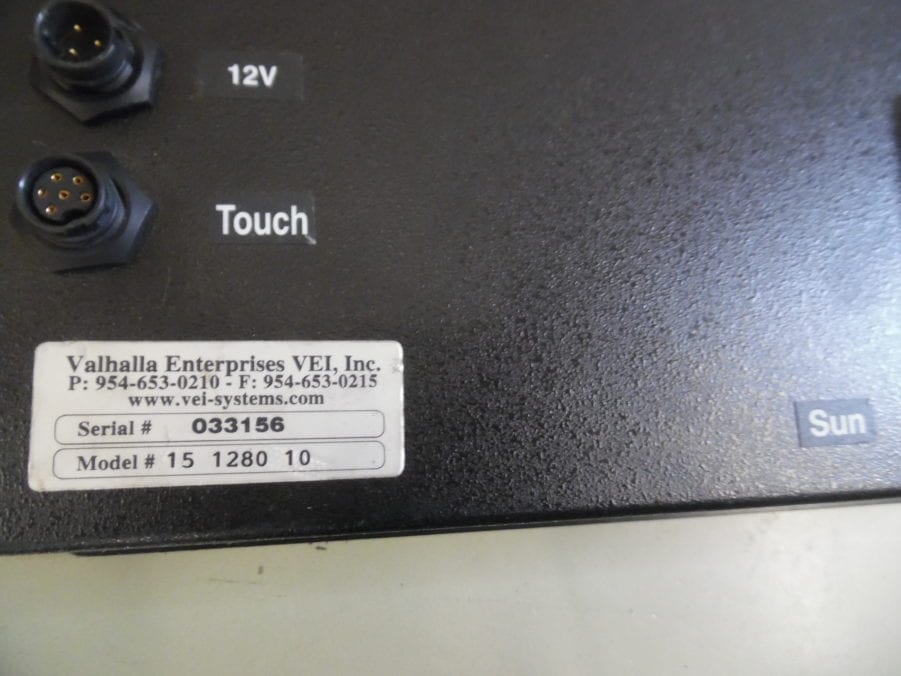 12V
Touch
Valhalla Enterprises VEI, Inc.
P: 954-653-0210 - F: 954-653-0215
www.vei-systems.com
Serial # 033156
Model # 15 1280 10
Sun